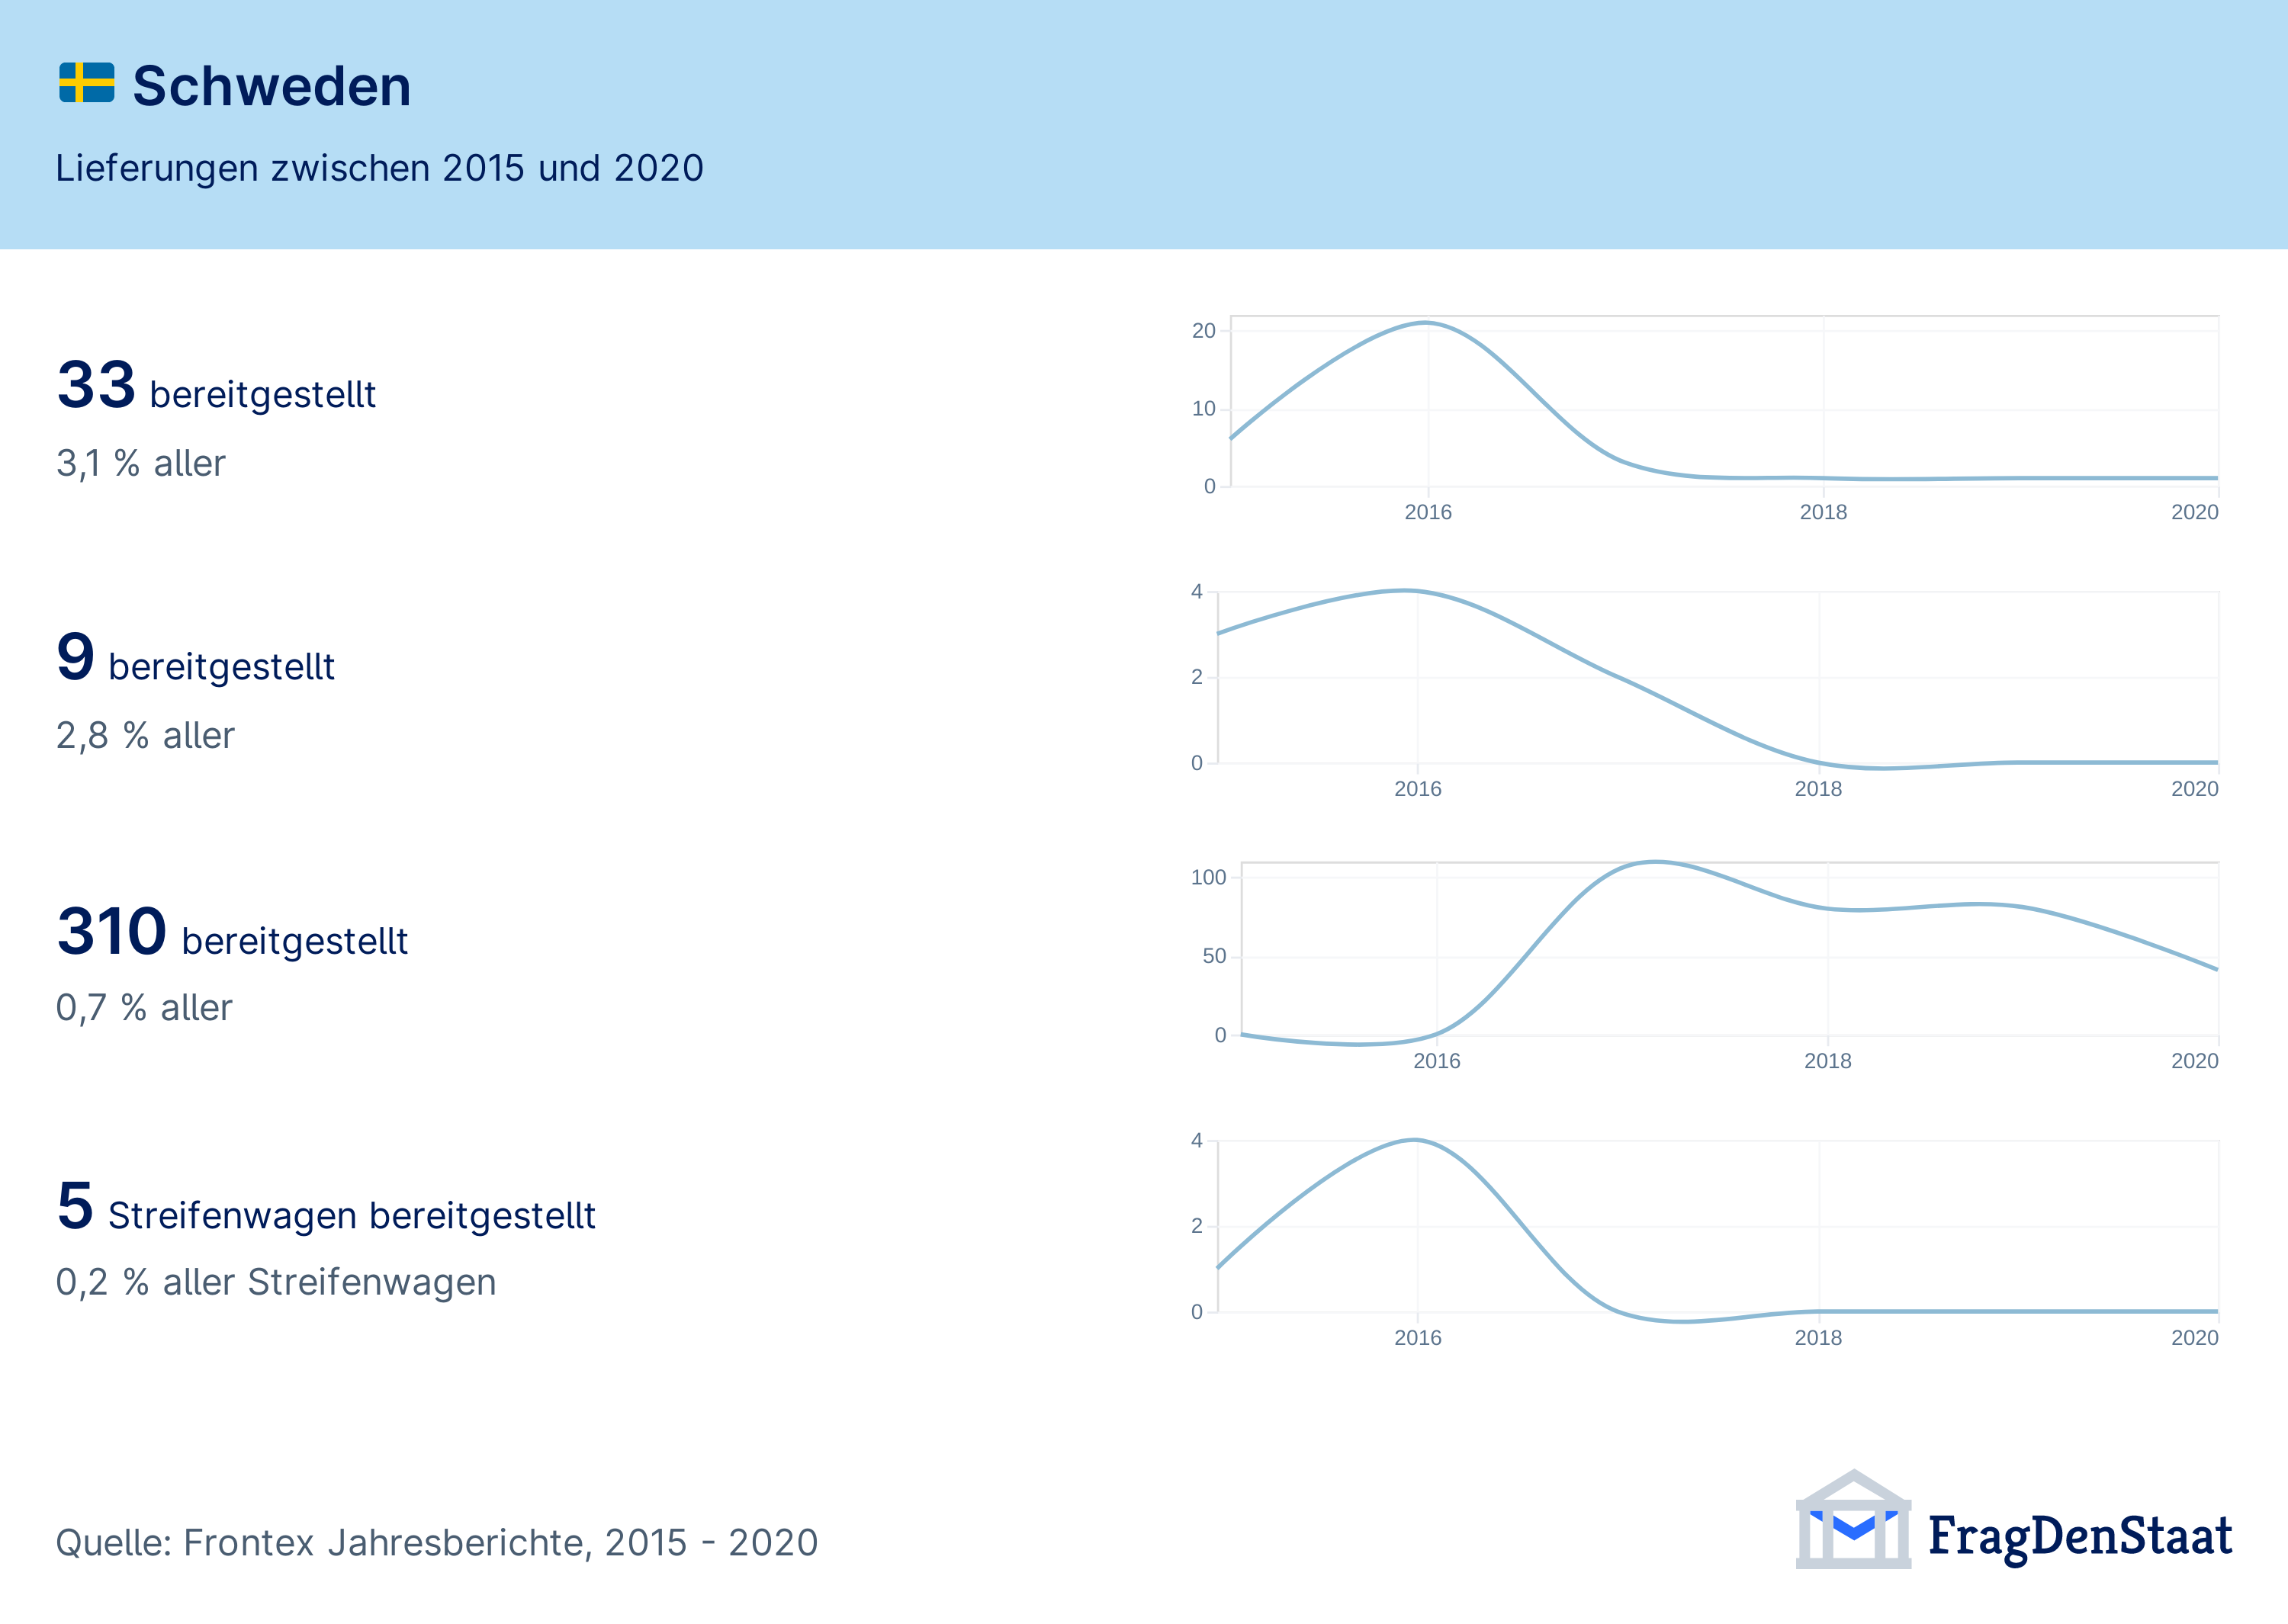 Schweden
Lieferungen zwischen 2015 und 2020
33 bereitgestellt
3,1 % aller
20
10
0
2016 2018 2020
9 bereitgestellt
2,8 % aller
4
2
0
2016 2018 2020
310 bereitgestellt
0,7 % aller
100
50
0
2016 2018 2020
5 Streifenwagen bereitgestellt
0,2 % aller Streifenwagen
4
2
0
2016 2018 2020
Quelle: Frontex Jahresberichte, 2015 - 2020
FragDenStaat